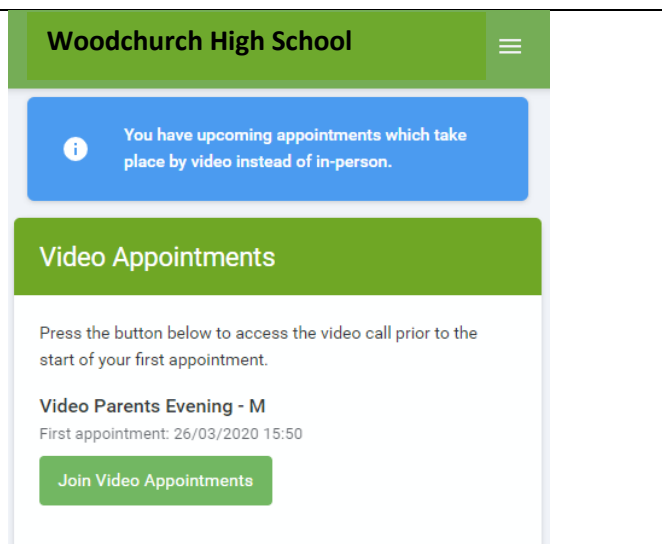 Woodchurch High School
You have upcoming appointments which take
place by video instead of in-person.
Video Appointments
Press the button below to access the video call prior to the
start of your first appointment.
Video Parents Evening - M
First appointment: 26/03/2020 15:50
Join Video Appointments